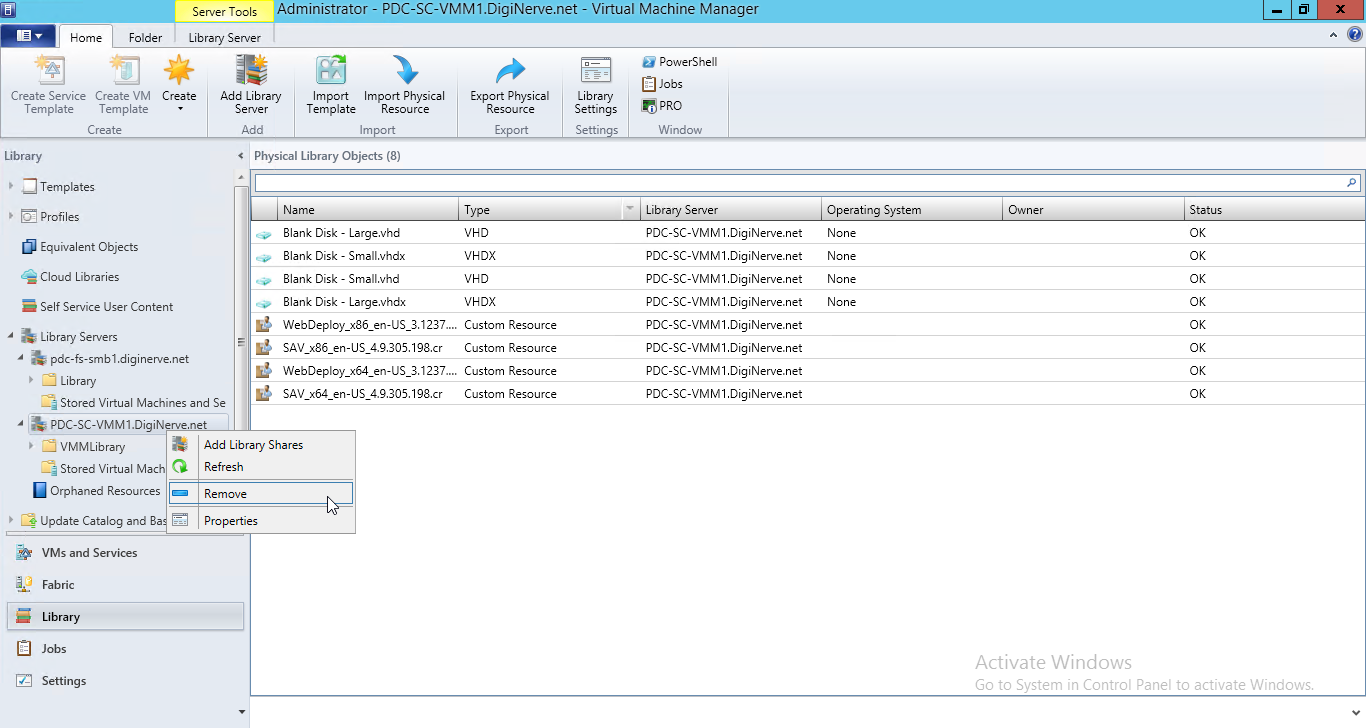 Server Tools
Administrator - PDC-SC-VMM1.DigiNerve.net - Virtual Machine Manager
Home Folder Library Server
Create Service Template
Create VM Template
Create
Add Library Server
Import Template
Import Physical Resource
Export Physical Resource
Library Settings
PowerShell
Jobs
PRO
Create Add Import Export Settings Window
Library
Templates
Profiles
Equivalent Objects
Cloud Libraries
Self Service User Content
Library Servers
pdc-fs-smb1.diginerve.net
Library
Stored Virtual Machines and Se
PDC-SC-VMM1.DigiNerve.net
VMMLibrary
Stored Virtual Mach
Orphaned Resources
Update Catalog and Bas
Add Library Shares
Refresh
Remove
Properties
VMs and Services
Fabric
Library
Jobs
Settings
Physical Library Objects (8)
Name Type Library Server Operating System Owner Status
Blank Disk - Large.vhd VHD PDC-SC-VMM1.DigiNerve.net None OK
Blank Disk - Small.vhdx VHDX PDC-SC-VMM1.DigiNerve.net None OK
Blank Disk - Small.vhd VHD PDC-SC-VMM1.DigiNerve.net None OK
Blank Disk - Large.vhdx VHDX PDC-SC-VMM1.DigiNerve.net None OK
WebDeploy_x86_en-US_3.1237.... Custom Resource PDC-SC-VMM1.DigiNerve.net OK
SAV_x86_en-US_4.9.305.198.cr Custom Resource PDC-SC-VMM1.DigiNerve.net OK
WebDeploy_x64_en-US_3.1237.... Custom Resource PDC-SC-VMM1.DigiNerve.net OK
SAV_x64_en-US_4.9.305.198.cr Custom Resource PDC-SC-VMM1.DigiNerve.net OK
Activate Windows
Go to System in Control Panel to activate Windows.